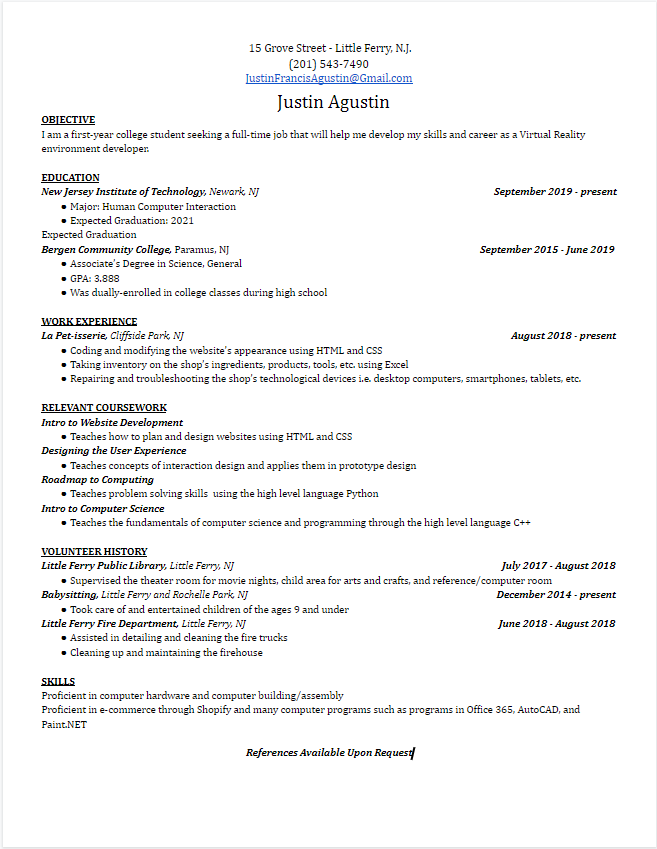 15 Grove Street - Little Ferry, N.J.
(201) 543-7490
JustinFrancisAgustin@Gmail.com
Justin Agustin
OBJECTIVE
I am a first-year college student seeking a full-time job that will help me develop my skills and career as a Virtual Reality
environment developer.
EDUCATION
New Jersey Institute of Technology, Newark, NJ September 2019 - present
● Major: Human Computer Interaction
● Expected Graduation: 2021
Expected Graduation
Bergen Community College, Paramus, NJ September 2015 - June 2019
● Associate's Degree in Science, General
● GPA: 3.888
● Was dually-enrolled in college classes during high school
WORK EXPERIENCE
La Pet-isserie, Cliffside Park, NJ August 2018 - present
● Coding and modifying the website's appearance using HTML and CSS
● Taking inventory on the shop's ingredients, products, tools, etc. using Excel
● Repairing and troubleshooting the shop's technological devices i.e. desktop computers, smartphones, tablets, etc.
RELEVANT COURSEWORK
Intro to Website Development
● Teaches how to plan and design websites using HTML and CSS
Designing the User Experience
● Teaches concepts of interaction design and applies them in prototype design
Roadmap to Computing
● Teaches problem solving skills using the high level language Python
Intro to Computer Science
● Teaches the fundamentals of computer science and programming through the high level language C++
VOLUNTEER HISTORY
Little Ferry Public Library, Little Ferry, NJ July 2017 - August 2018
● Supervised the theater room for movie nights, child area for arts and crafts, and reference/computer room
Babysitting, Little Ferry and Rochelle Park, NJ December 2014 - present
● Took care of and entertained children of the ages 9 and under
Little Ferry Fire Department, Little Ferry, NJ June 2018 - August 2018
● Assisted in detailing and cleaning the fire trucks
● Cleaning up and maintaining the firehouse
SKILLS
Proficient in computer hardware and computer building/assembly
Proficient in e-commerce through Shopify and many computer programs such as programs in Office 365, AutoCAD, and
Paint.NET
References Available Upon Request